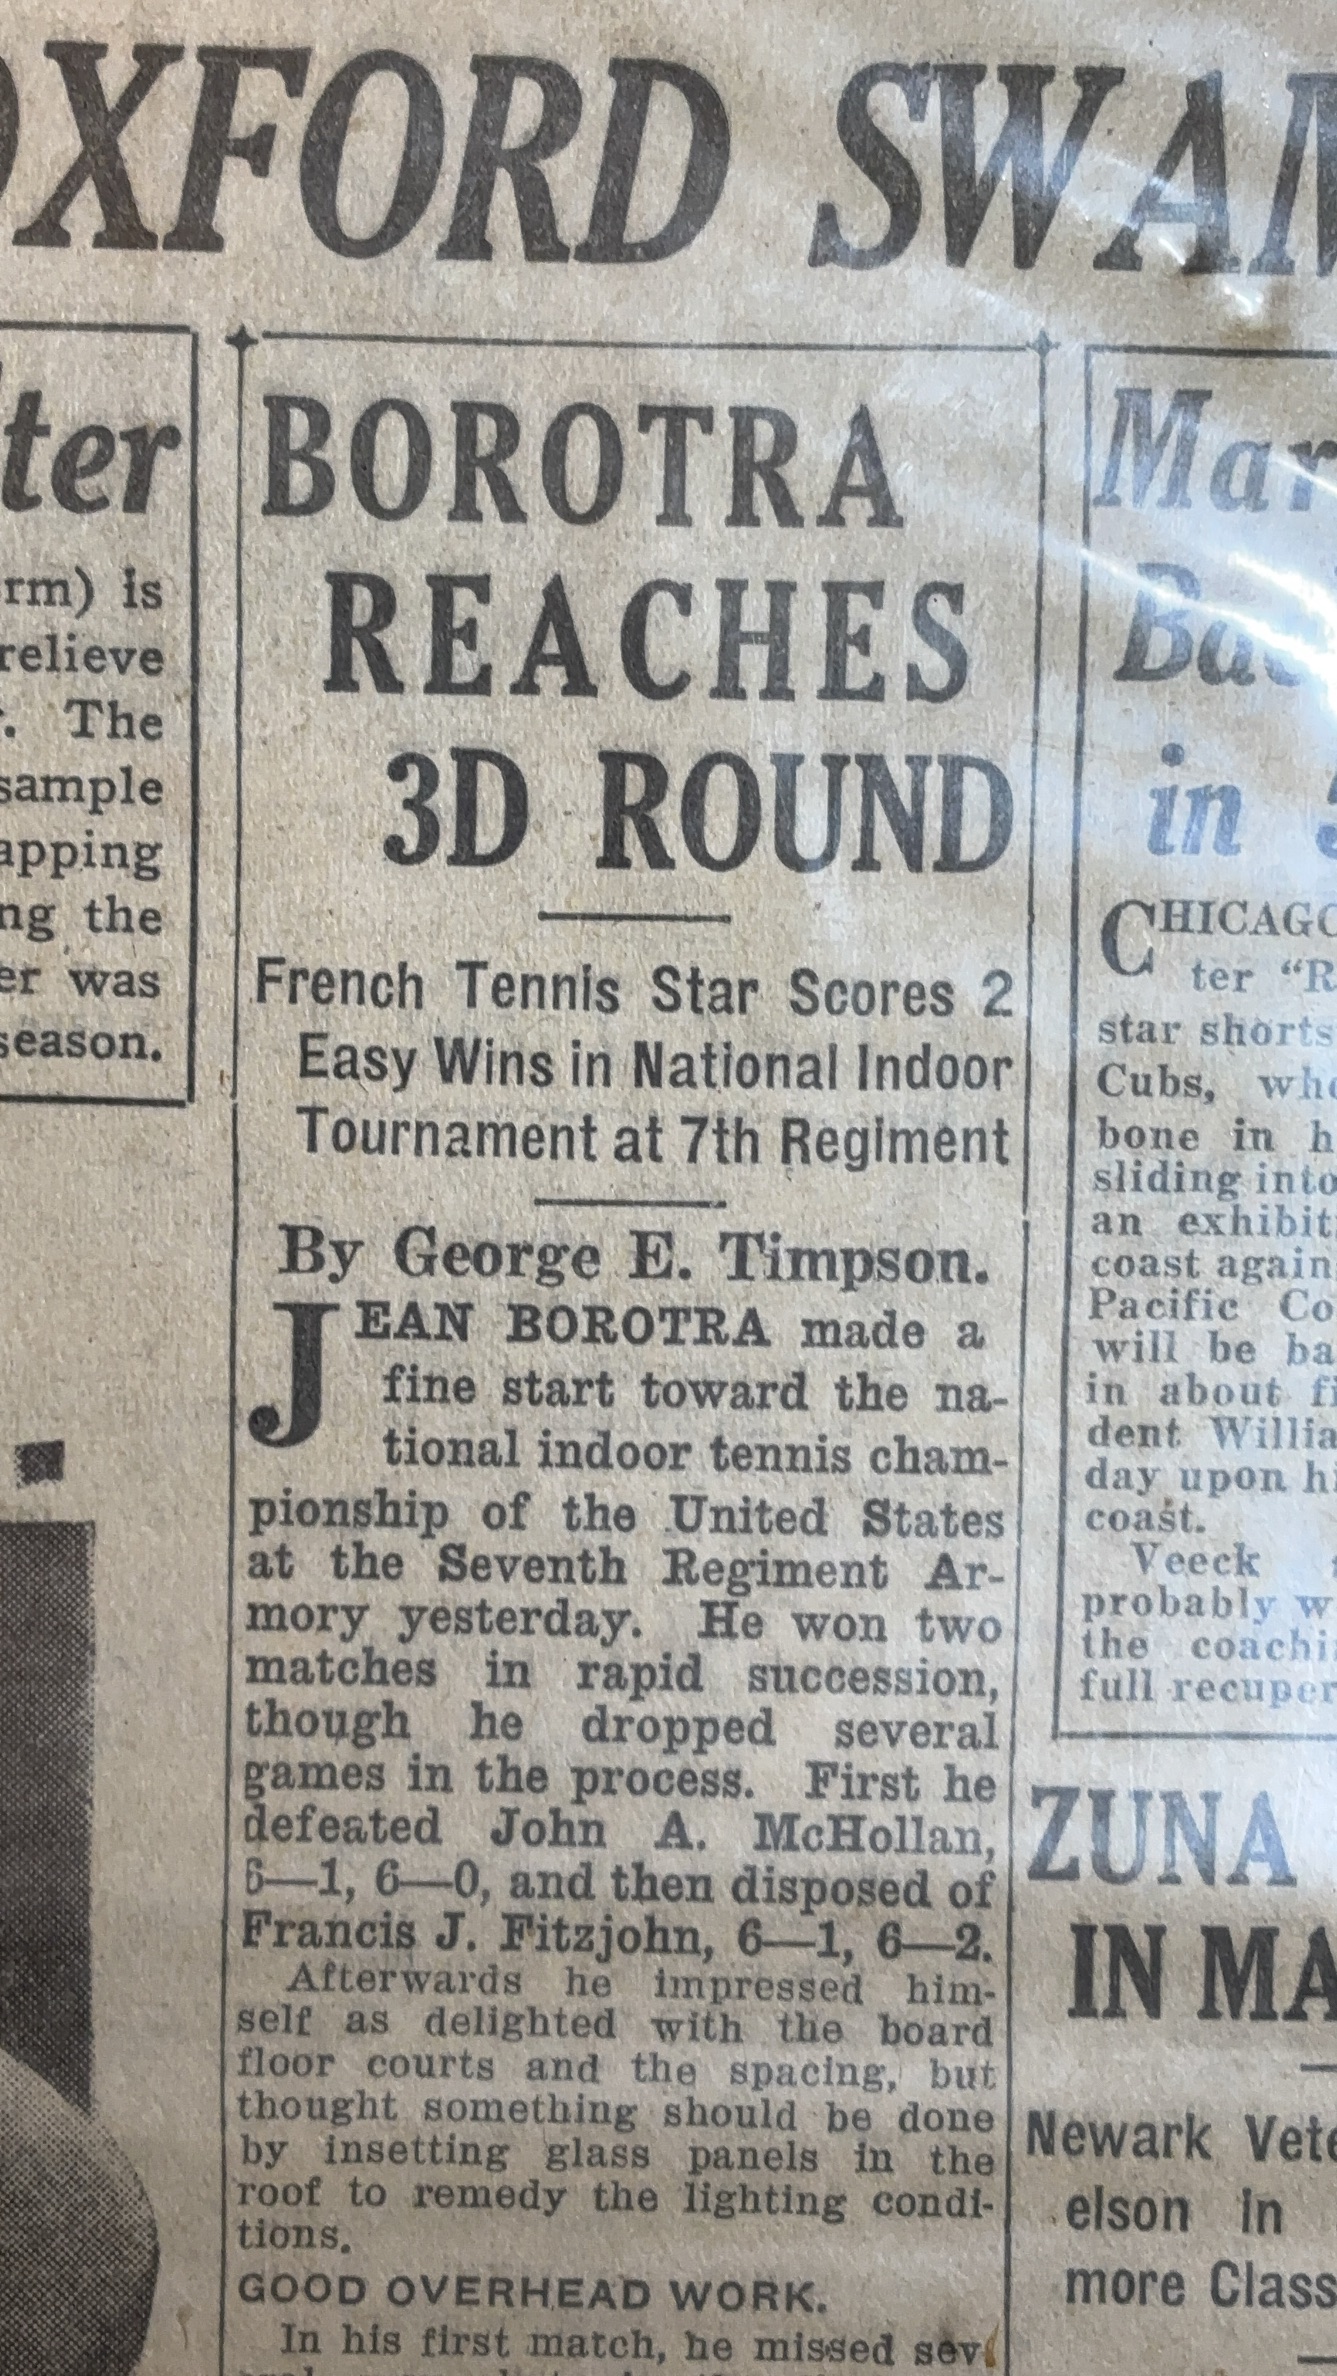 OXFORD
ter
rm) is
relieve
The
sample
apping
ng the
er was
season.
BOROTRA
REACHES
3D ROUND
French Tennis Star Scores 2
Easy Wins in National Indoor
Tournament at 7th Regiment
By George E. Timpson.
JEAN BOROTRA made a
fine start toward the na-
tional indoor tennis cham-
pionship of the United States
at the Seventh Regiment Ar-
mory yesterday. He won two
matches in rapid succession,
though he dropped several
games in the process. First he
defeated John A. McHollan,
6—1, 6—0, and then disposed of
Francis J. Fitzjohn, 6—1, 6—2.
Afterwards he impressed him-
self as delighted with the board
floor courts and the spacing, but
thought something should be done
by insetting glass panels in the
roof to remedy the lighting condi-
tions.
GOOD OVERHEAD WORK.
In his first match, he missed sev
Mar
in
CHICAGO
ter "R
star shorts
Cubs, who
bone in h
sliding into
an exhibit
coast again
Pacific Co
will be ba
in about fi
dent Willia
day upon hi
coast.
Veeck
probably w
the coachi
full recuper
ZUNA
IN MA
Newark Vete
elson in
more Class